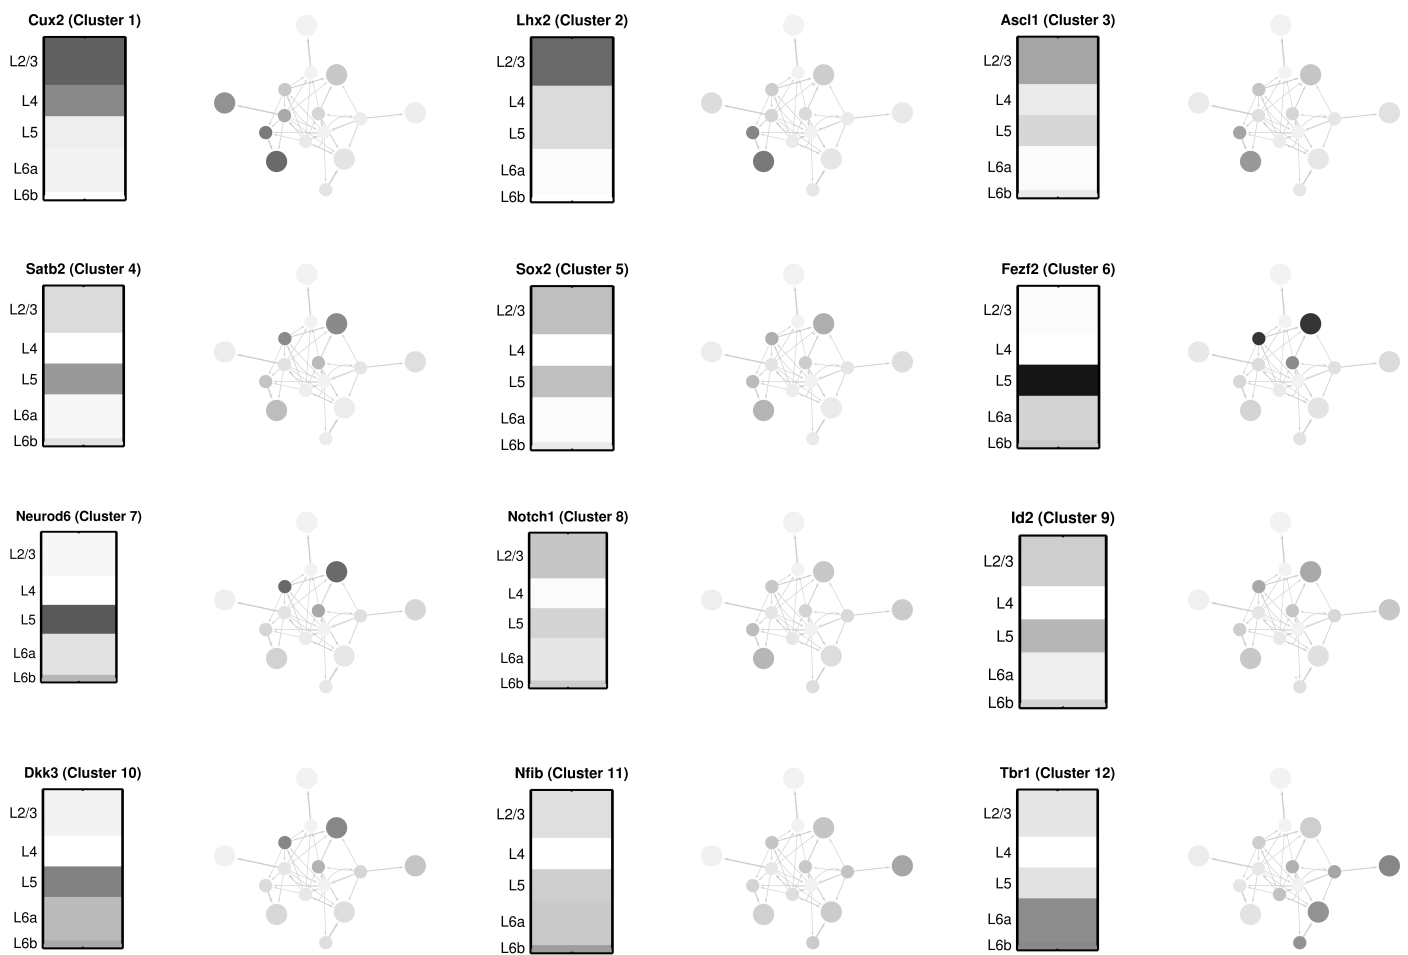 Cux2 (Cluster 1)
L2/3
L4
L5
L6a
L6b
Lhx2 (Cluster 2)
L2/3
L4
L5
L6a
L6b
Ascl1 (Cluster 3)
L2/3
L4
L5
L6a
L6b
Satb2 (Cluster 4)
L2/3
L4
L5
L6a
L6b
Sox2 (Cluster 5)
L2/3
L4
L5
L6a
L6b
Fezf2 (Cluster 6)
L2/3
L4
L5
L6a
L6b
Neurod6 (Cluster 7)
L2/3
L4
L5
L6a
L6b
Notch1 (Cluster 8)
L2/3
L4
L5
L6a
L6b
Id2 (Cluster 9)
L2/3
L4
L5
L6a
L6b
Dkk3 (Cluster 10)
L2/3
L4
L5
L6a
L6b
Nfib (Cluster 11)
L2/3
L4
L5
L6a
L6b
Tbr1 (Cluster 12)
L2/3
L4
L5
L6a
L6b